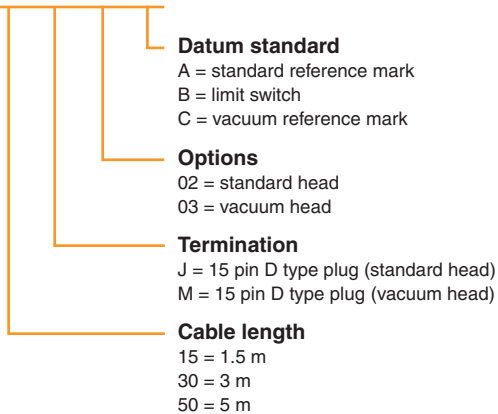 Datum standard
A = standard reference mark
B = limit switch
C = vacuum reference mark
Options
02 = standard head
03 = vacuum head
Termination
J = 15 pin D type plug (standard head)
M = 15 pin D type plug (vacuum head)
Cable length
15 = 1.5 m
30 = 3 m
50 = 5 m